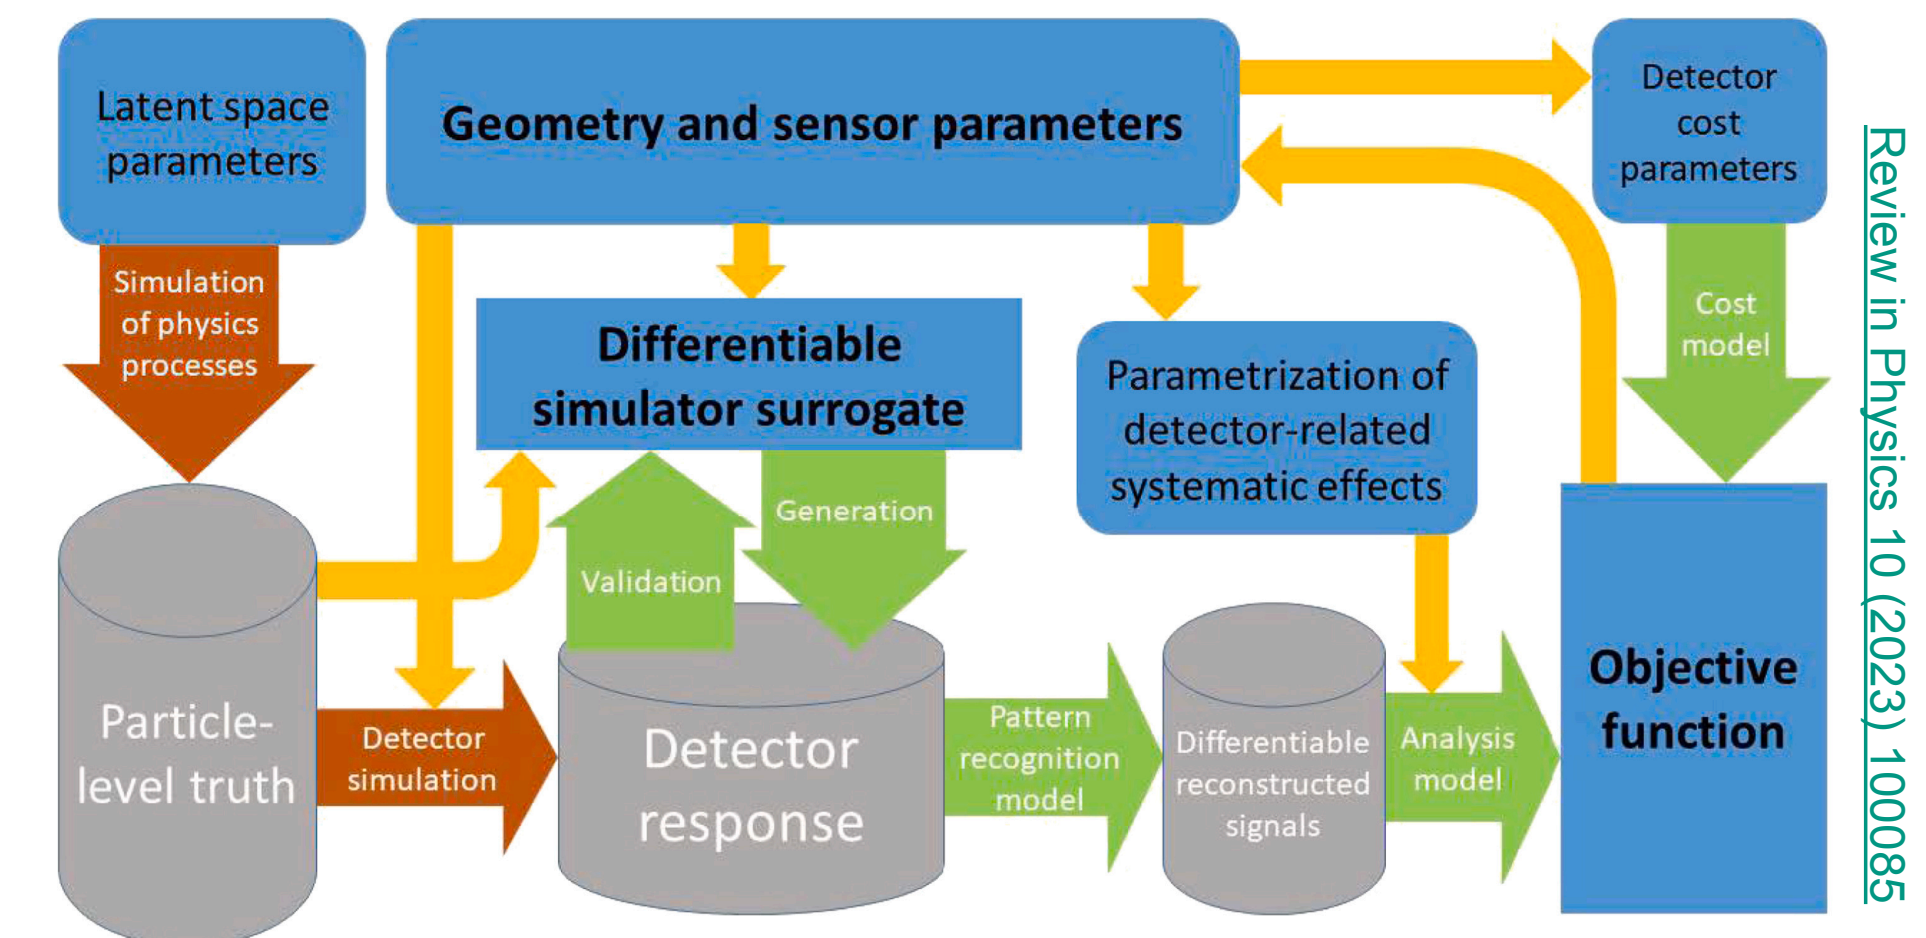 Latent space
parameters
Geometry and sensor parameters
Detector
cost
parameters
Simulation
of physics
processes
Differentiable
simulator surrogate
Parametrization of
detector-related
systematic effects
Cost
model
Validation
Generation
Particle-
level truth
Detector
simulation
Detector
response
Pattern
recognition
model
Differentiable
reconstructed
signals
Analysis
model
Objective
function
Review in Physics 10 (2023) 100085